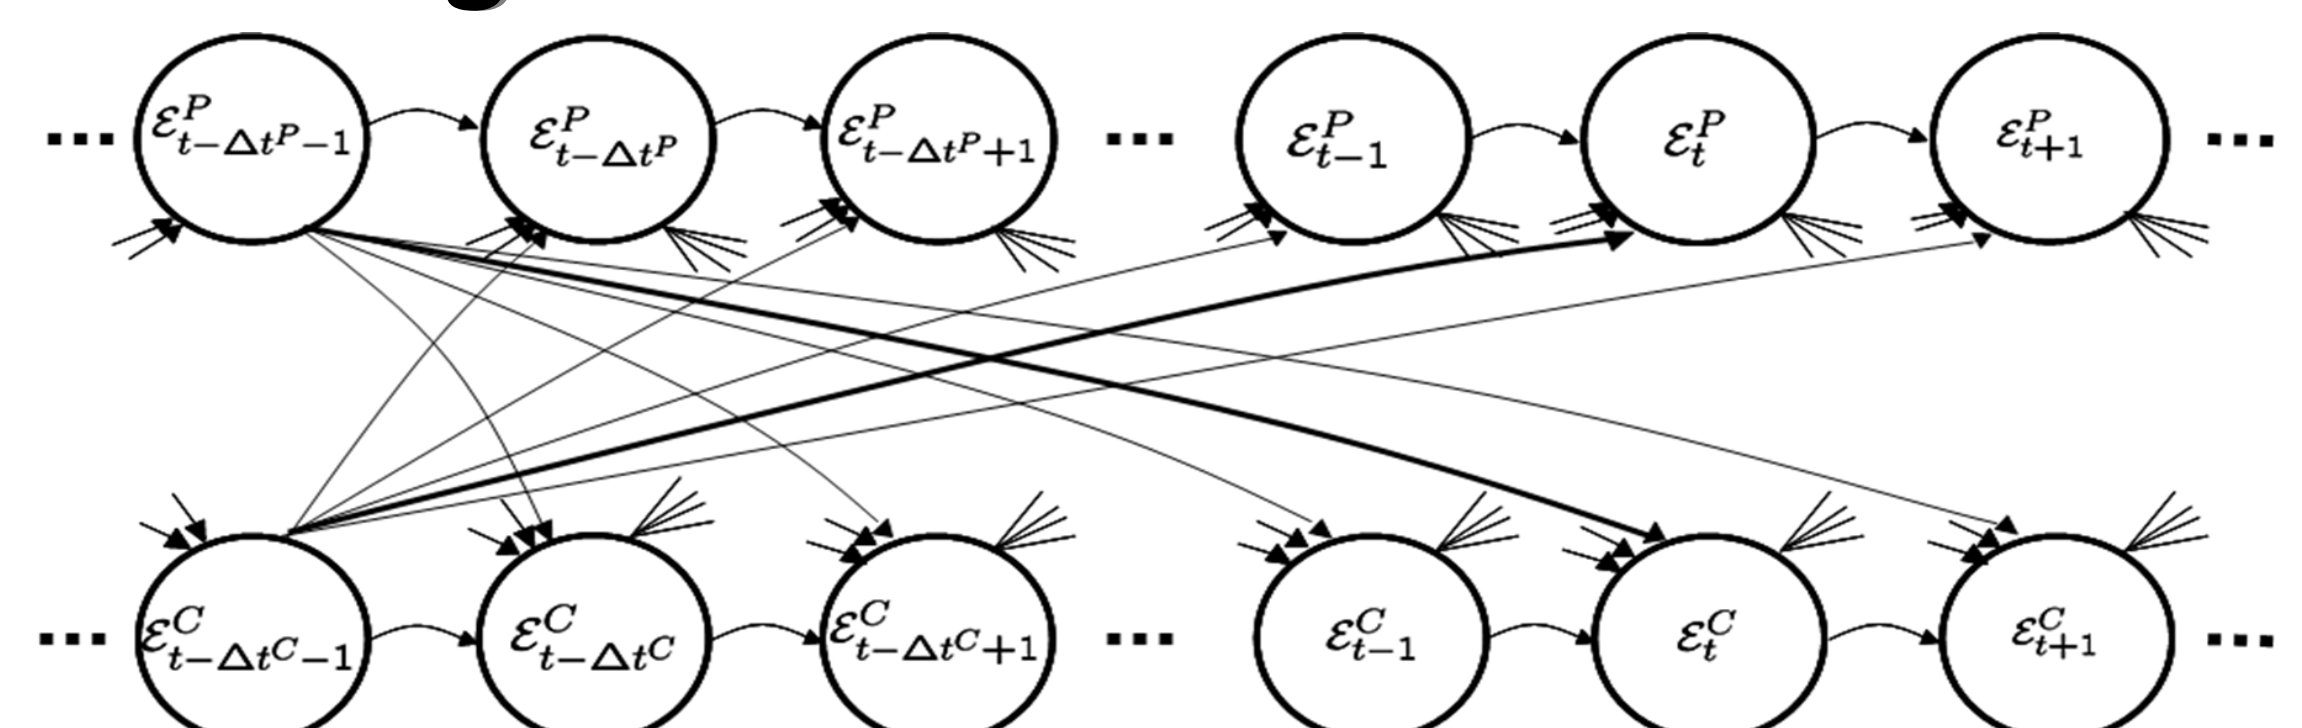 ... ℰ^P_{t−Δt^P−1} ℰ^P_{t−Δt^P} ℰ^P_{t−Δt^P+1} ... ℰ^P_{t−1} ℰ^P_t ℰ^P_{t+1} ...
... ℰ^C_{t−Δt^C−1} ℰ^C_{t−Δt^C} ℰ^C_{t−Δt^C+1} ... ℰ^C_{t−1} ℰ^C_t ℰ^C_{t+1} ...